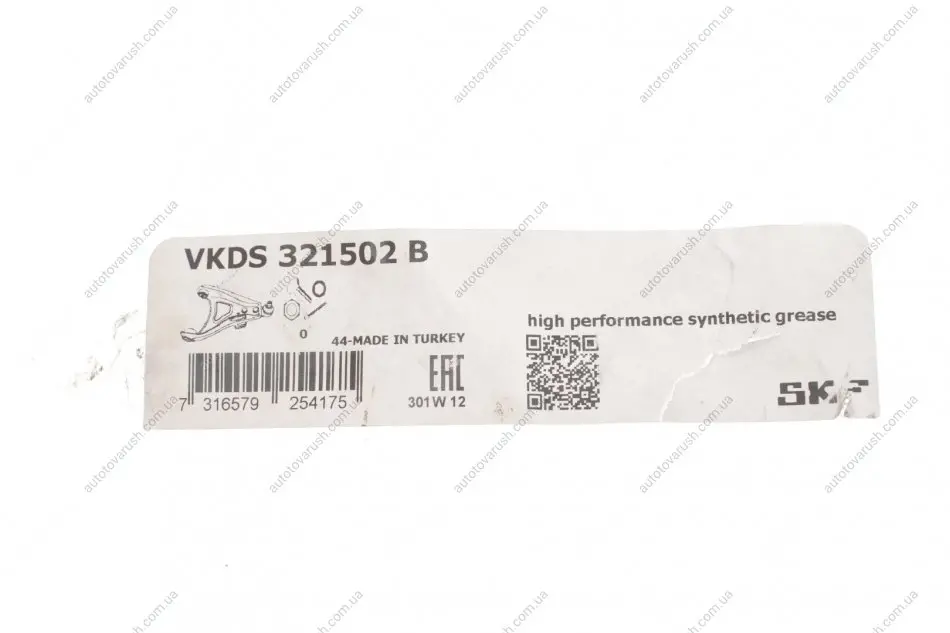 VKDS 321502 B
0
44-MADE IN TURKEY
7 316579 254175
EAC
301W 12
high performance synthetic grease
SKF
autotovarush.com.ua